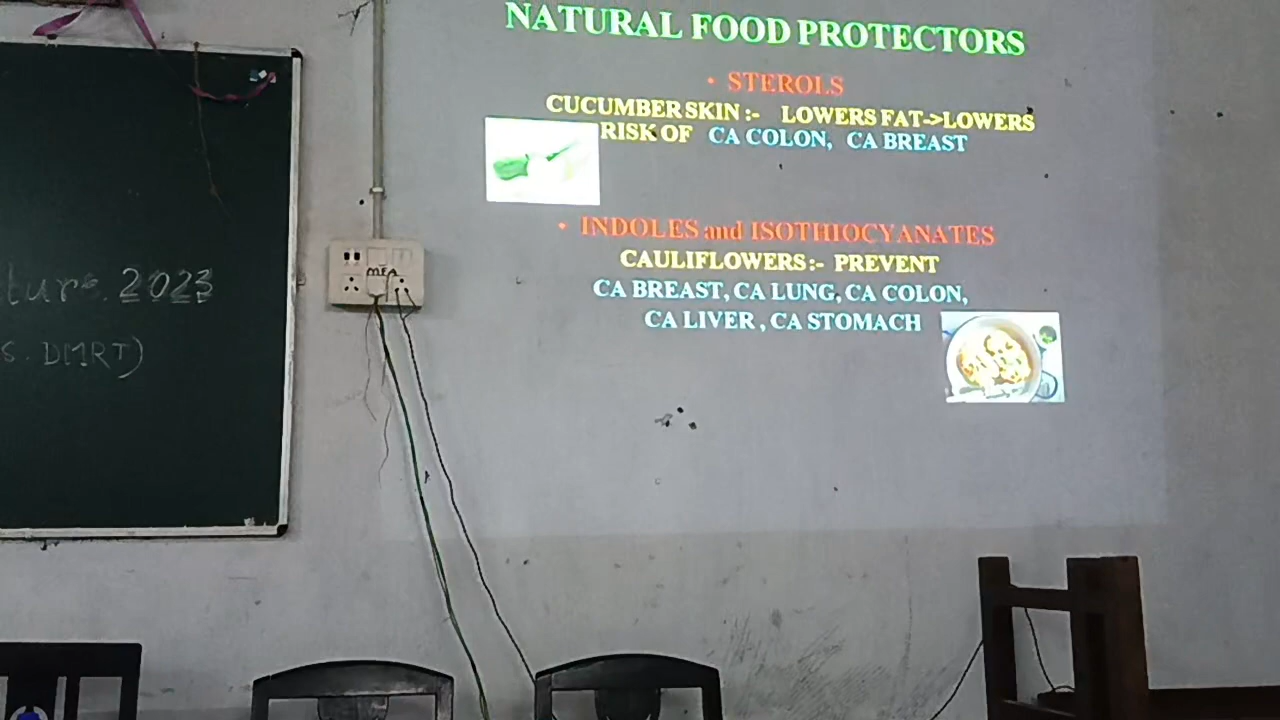 NATURAL FOOD PROTECTORS
• STEROLS
CUCUMBER SKIN :- LOWERS FAT->LOWERS
RISK OF CA COLON, CA BREAST
• INDOLES and ISOTHIOCYANATES
CAULIFLOWERS :- PREVENT
CA BREAST, CA LUNG, CA COLON,
CA LIVER , CA STOMACH
ture 2023
S. DMRT)